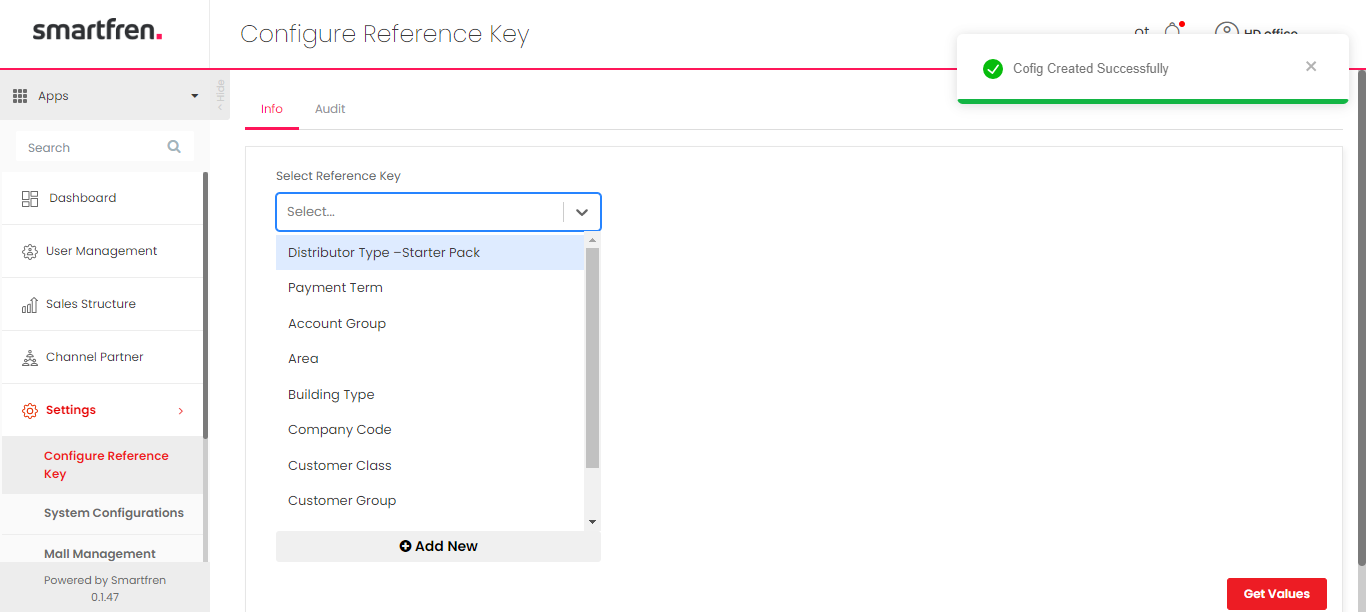 smartfren.
Configure Reference Key
HD office
Cofig Created Successfully
Apps
< Hide
Info
Audit
Search
Select Reference Key
Select...
Dashboard
User Management
Sales Structure
Channel Partner
Settings
Configure Reference
Key
System Configurations
Mall Management
Powered by Smartfren
0.1.47
Distributor Type –Starter Pack
Payment Term
Account Group
Area
Building Type
Company Code
Customer Class
Customer Group
Add New
Get Values